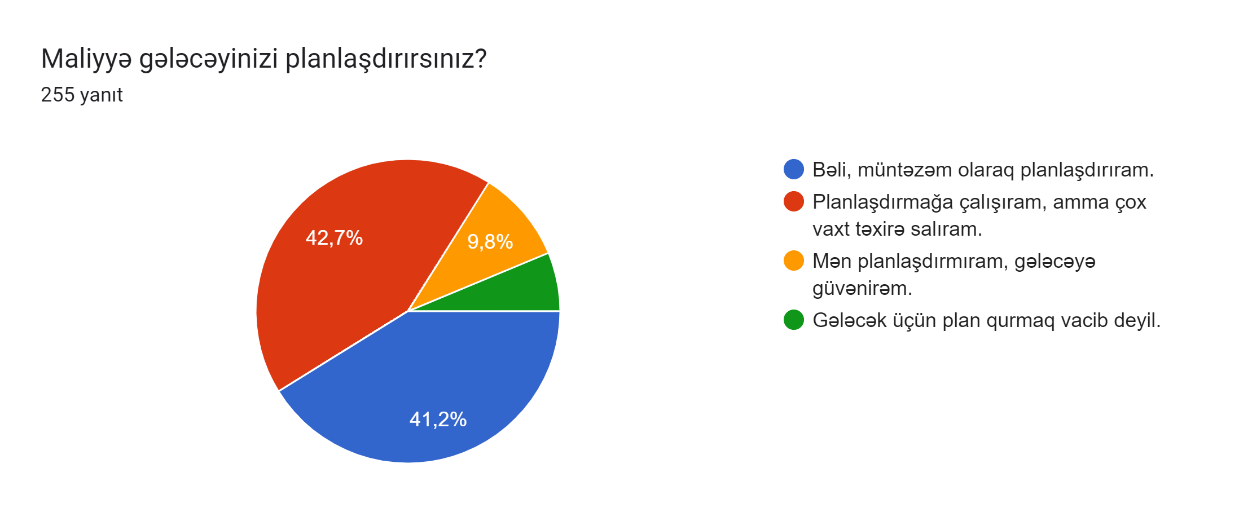 Maliyyə gələcəyinizi planlaşdırırsınız?
255 yanıt
42,7%
9,8%
41,2%
Bəli, müntəzəm olaraq planlaşdırıram.
Planlaşdırmağa çalışıram, amma çox
vaxt təxirə salıram.
Mən planlaşdırmıram, gələcəyə
güvənirəm.
Gələcək üçün plan qurmaq vacib deyil.